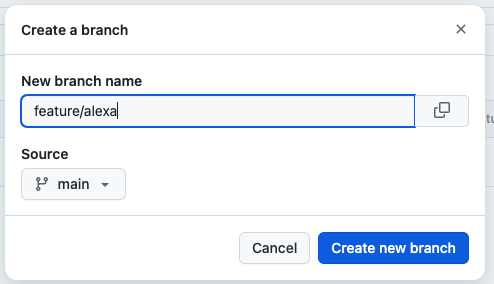 Create a branch
New branch name
feature/alexa
Source
main
Cancel
Create new branch